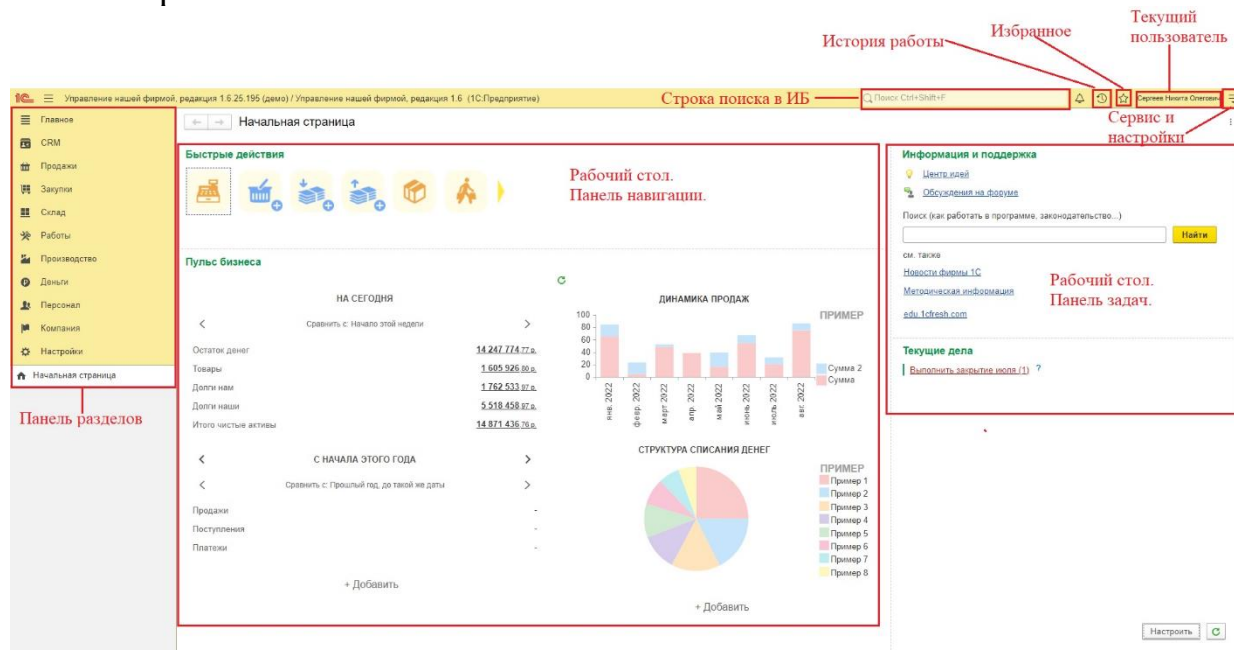 Текущий
пользователь
Избранное
История работы
1С Управление нашей фирмой, редакция 1.6.25.195 (демо) / Управление нашей фирмой, редакция 1.6 (1С:Предприятие)
Строка поиска в ИБ
Поиск Ctrl+Shift+F
Сергеев Никита Олегович
Сервис и
настройки
Главное
CRM
Продажи
Закупки
Склад
Работы
Производство
Деньги
Персонал
Компания
Настройки
Начальная страница
Панель разделов
Начальная страница
Быстрые действия
Рабочий стол.
Панель навигации.
Пульс бизнеса
НА СЕГОДНЯ
Сравнить с: Начало этой недели
Остаток денег 14 247 774,77 р.
Товары 1 605 926,80 р.
Долги нам 1 762 533,97 р.
Долги наши 5 518 458,97 р.
Итого чистые активы 14 871 436,76 р.
С НАЧАЛА ЭТОГО ГОДА
Сравнить с: Прошлый год, до такой же даты
Продажи -
Поступления -
Платежи -
+ Добавить
ДИНАМИКА ПРОДАЖ
ПРИМЕР
100
80
60
40
20
0
янв. 2022
февр. 2022
март 2022
апр. 2022
май 2022
июнь 2022
июль 2022
авг. 2022
Сумма 2
Сумма
СТРУКТУРА СПИСАНИЯ ДЕНЕГ
ПРИМЕР
Пример 1
Пример 2
Пример 3
Пример 4
Пример 5
Пример 6
Пример 7
Пример 8
+ Добавить
Информация и поддержка
Центр идей
Обсуждения на форуме
Поиск (как работать в программе, законодательство...)
Найти
см. также
Новости фирмы 1С
Методическая информация
edu.1cfresh.com
Рабочий стол.
Панель задач.
Текущие дела
Выполнить закрытие июля (1) ?
Настроить